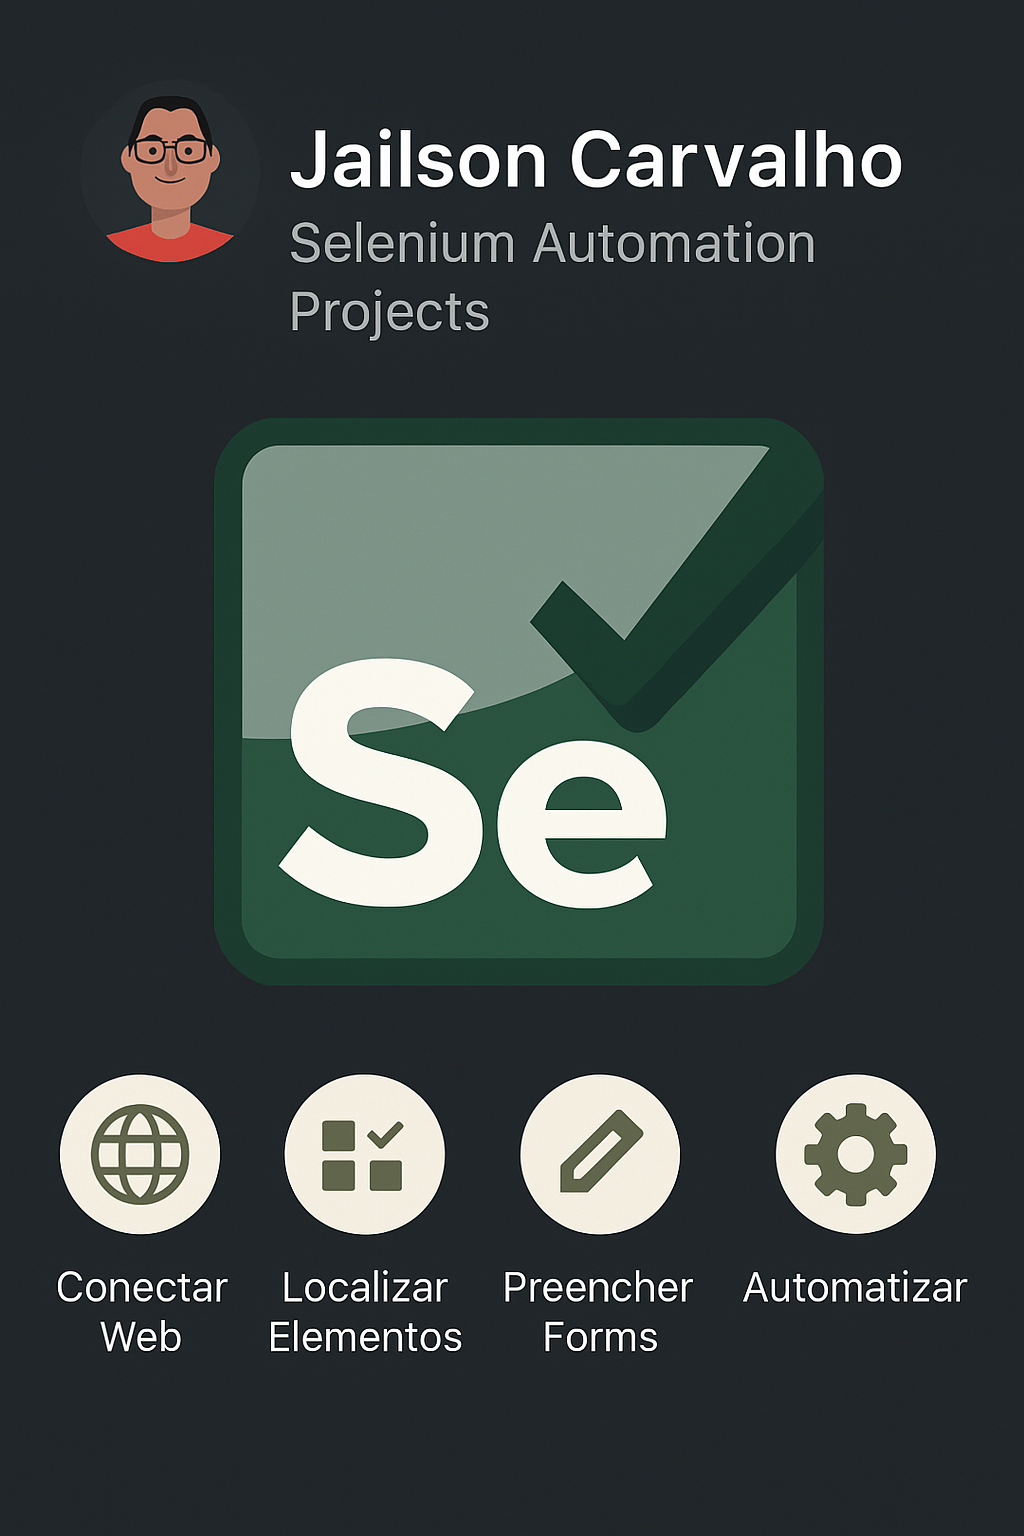 Jailson Carvalho
Selenium Automation
Projects
Se
Conectar
Web
Localizar
Elementos
Preencher
Forms
Automatizar